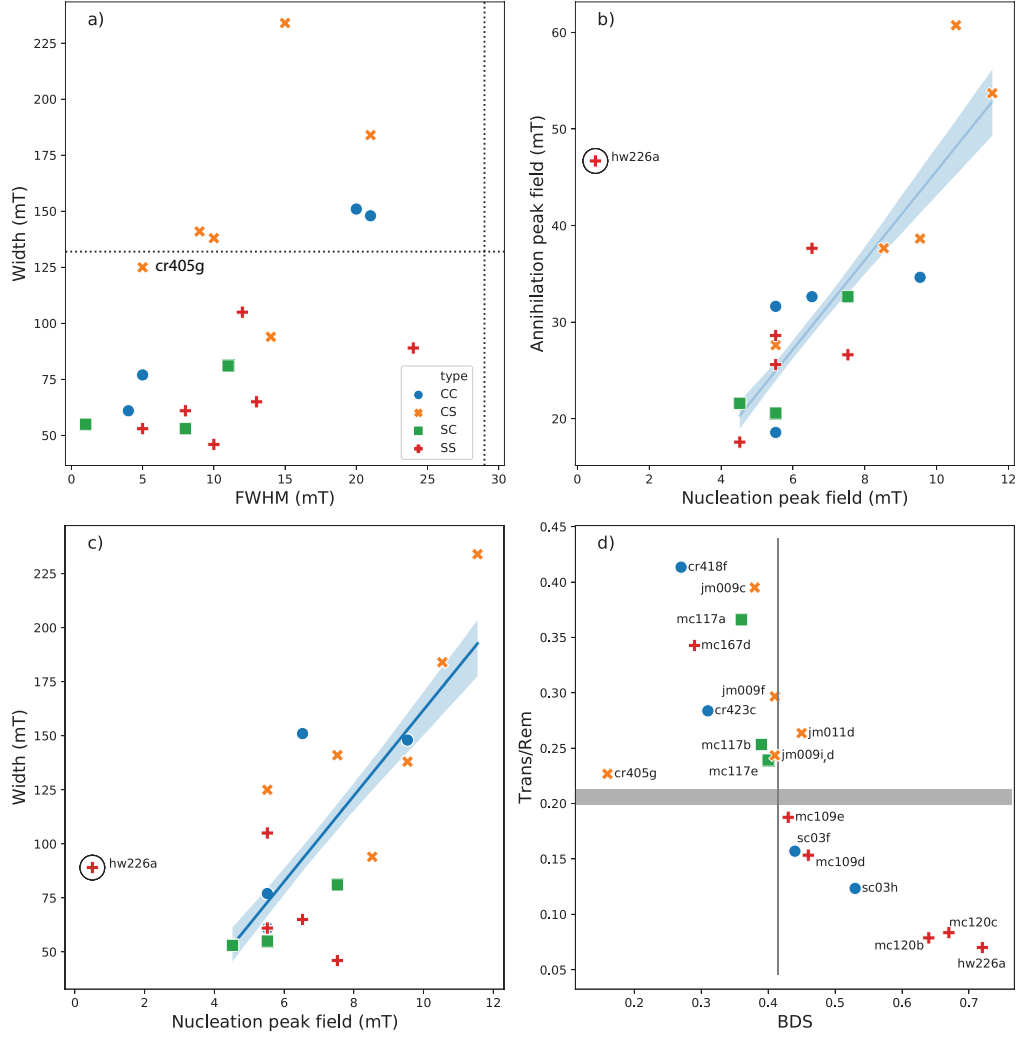 a)
225
200
175
150
125
100
75
50
Width (mT)
cr405g
type
CC
CS
SC
SS
0
5
10
15
20
25
30
FWHM (mT)
b)
60
50
40
30
20
Annihilation peak field (mT)
hw226a
0
2
4
6
8
10
12
Nucleation peak field (mT)
c)
225
200
175
150
125
100
75
50
Width (mT)
hw226a
0
2
4
6
8
10
12
Nucleation peak field (mT)
d)
0.45
0.40
0.35
0.30
0.25
0.20
0.15
0.10
0.05
Trans/Rem
cr418f
jm009c
mc117a
mc167d
jm009f
cr423c
jm011d
mc117b
jm009i,d
mc117e
cr405g
mc109e
sc03f
mc109d
sc03h
mc120c
mc120b
hw226a
0.2
0.3
0.4
0.5
0.6
0.7
BDS